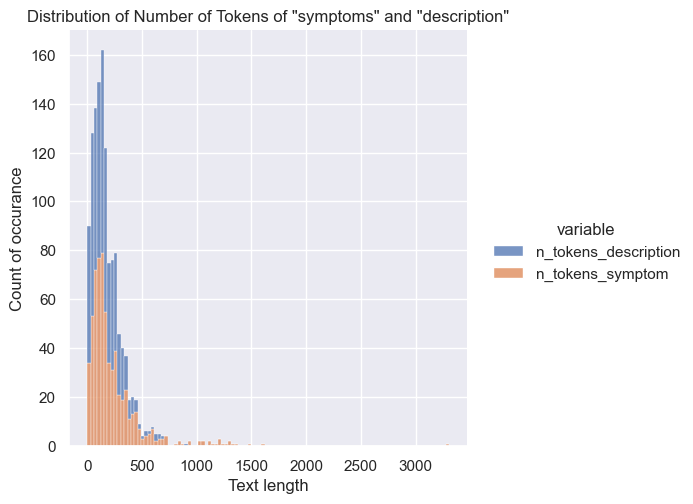 Distribution of Number of Tokens of "symptoms" and "description"
160
140
120
100
80
60
40
20
0
Count of occurance
0 500 1000 1500 2000 2500 3000
Text length
variable
n_tokens_description
n_tokens_symptom